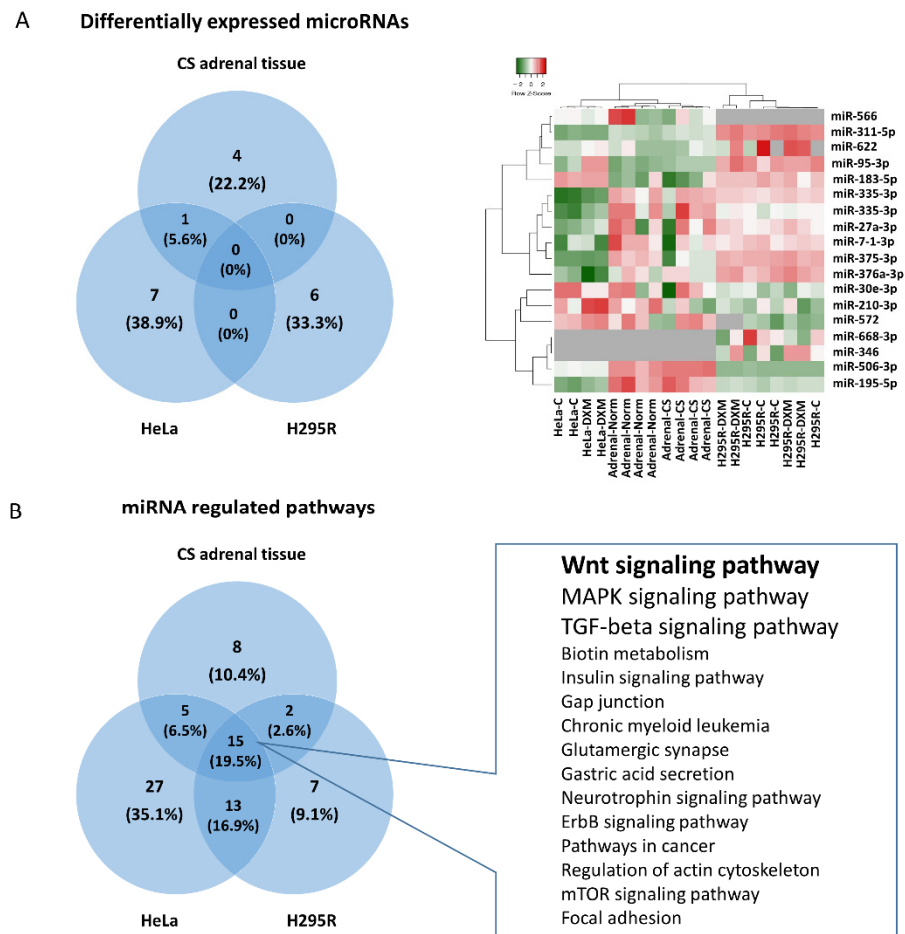 A
Differentially expressed microRNAs
CS adrenal tissue
4
(22.2%)
1
(5.6%)
0
(0%)
0
(0%)
7
(38.9%)
0
(0%)
6
(33.3%)
HeLa
H295R
-2 0 2
Row Z-Score
miR-566
miR-311-5p
miR-622
miR-95-3p
miR-183-5p
miR-335-3p
miR-335-3p
miR-27a-3p
miR-7-1-3p
miR-375-3p
miR-376a-3p
miR-30e-3p
miR-210-3p
miR-572
miR-668-3p
miR-346
miR-506-3p
miR-195-5p
HeLa-C
HeLa-C
HeLa-DXM
HeLa-DXM
Adrenal-Norm
Adrenal-Norm
Adrenal-Norm
Adrenal-Norm
Adrenal-CS
Adrenal-CS
Adrenal-CS
Adrenal-CS
H295R-DXM
H295R-DXM
H295R-C
H295R-C
H295R-C
H295R-DXM
H295R-DXM
H295R-C
B
miRNA regulated pathways
CS adrenal tissue
8
(10.4%)
5
(6.5%)
2
(2.6%)
15
(19.5%)
27
(35.1%)
13
(16.9%)
7
(9.1%)
HeLa
H295R
Wnt signaling pathway
MAPK signaling pathway
TGF-beta signaling pathway
Biotin metabolism
Insulin signaling pathway
Gap junction
Chronic myeloid leukemia
Glutamergic synapse
Gastric acid secretion
Neurotrophin signaling pathway
ErbB signaling pathway
Pathways in cancer
Regulation of actin cytoskeleton
mTOR signaling pathway
Focal adhesion